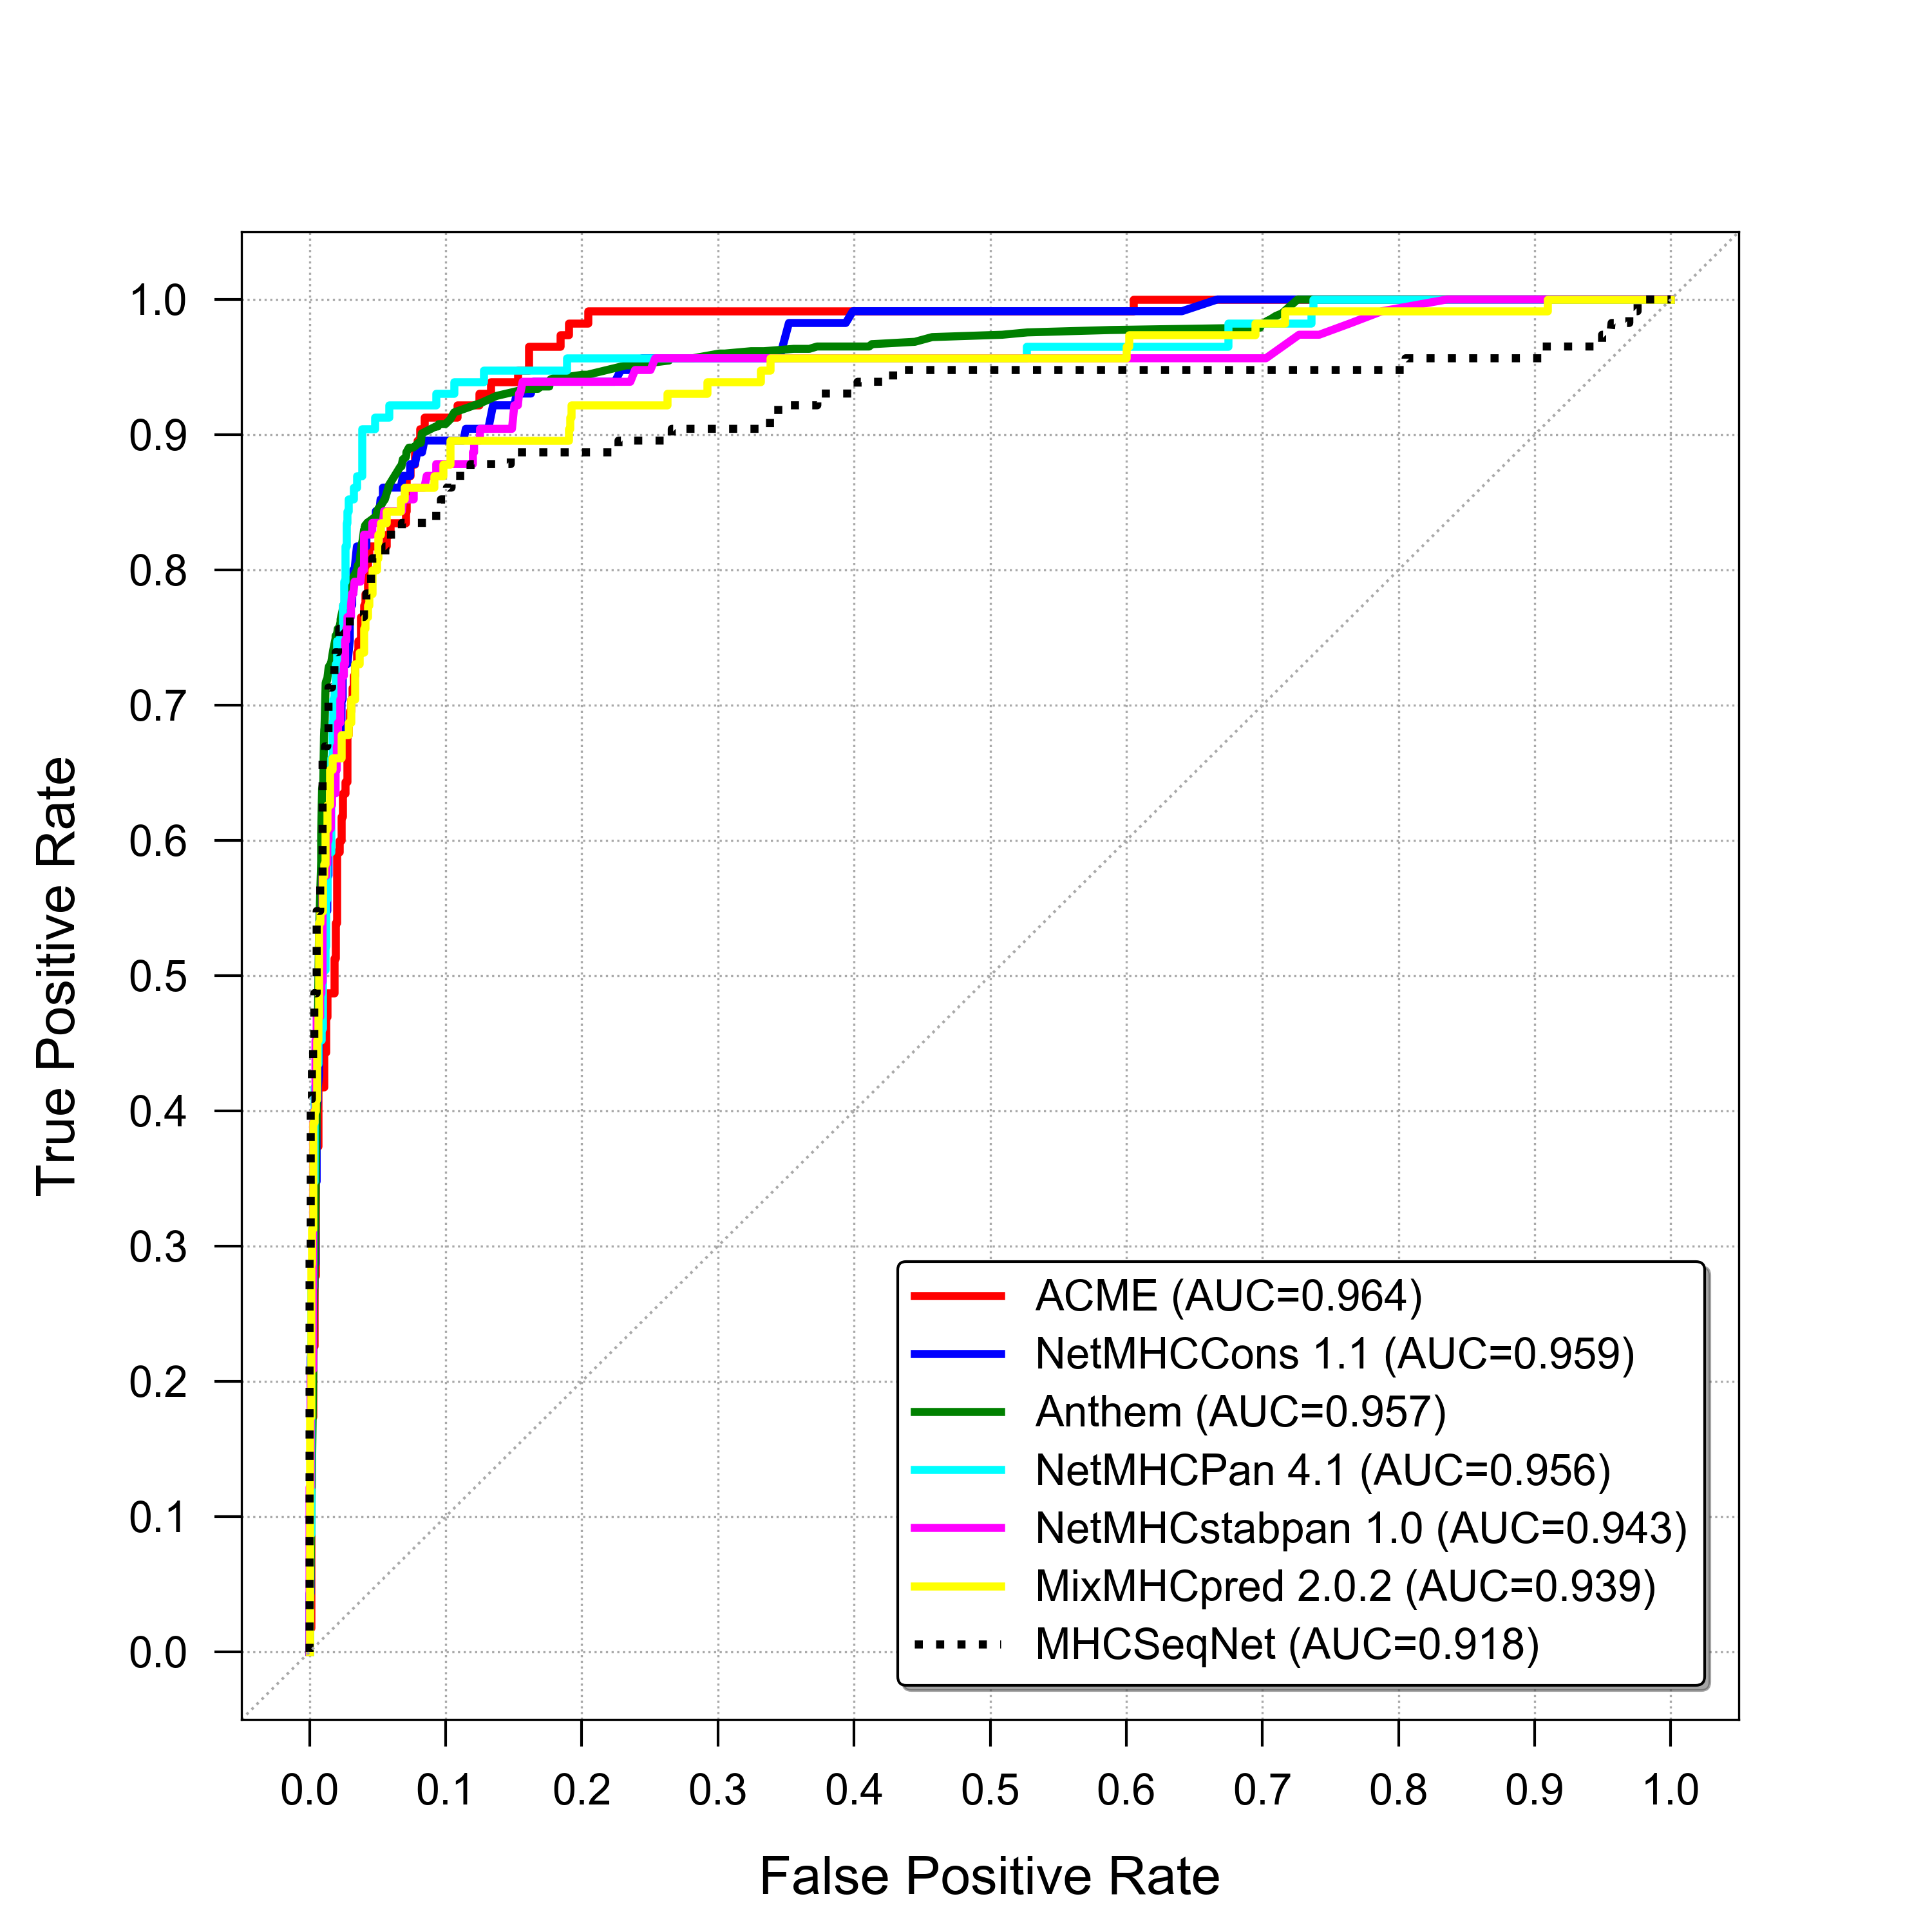 1.0
0.9
0.8
0.7
0.6
0.5
0.4
0.3
0.2
0.1
0.0
True Positive Rate
ACME (AUC=0.964)
NetMHCCons 1.1 (AUC=0.959)
Anthem (AUC=0.957)
NetMHCPan 4.1 (AUC=0.956)
NetMHCstabpan 1.0 (AUC=0.943)
MixMHCpred 2.0.2 (AUC=0.939)
MHCSeqNet (AUC=0.918)
0.0 0.1 0.2 0.3 0.4 0.5 0.6 0.7 0.8 0.9 1.0
False Positive Rate